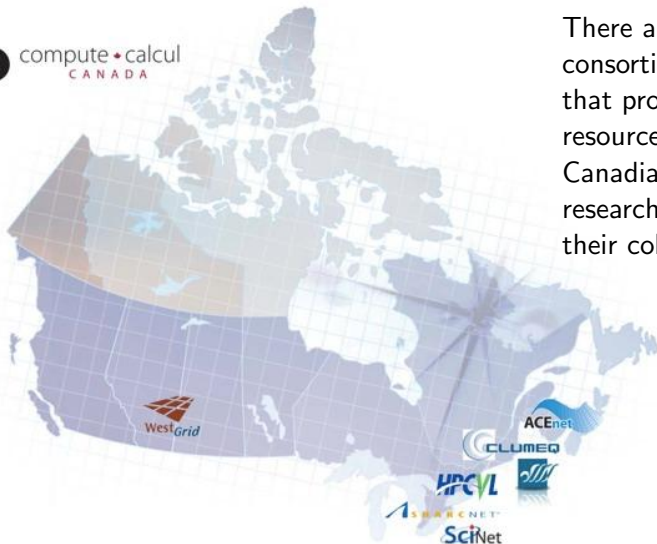 compute calcul
CANADA
There a
consorti
that pro
resource
Canadia
research
their col
WestGrid
ACEnet
CLUMEQ
HPCVL
SHARCNET
SciNet